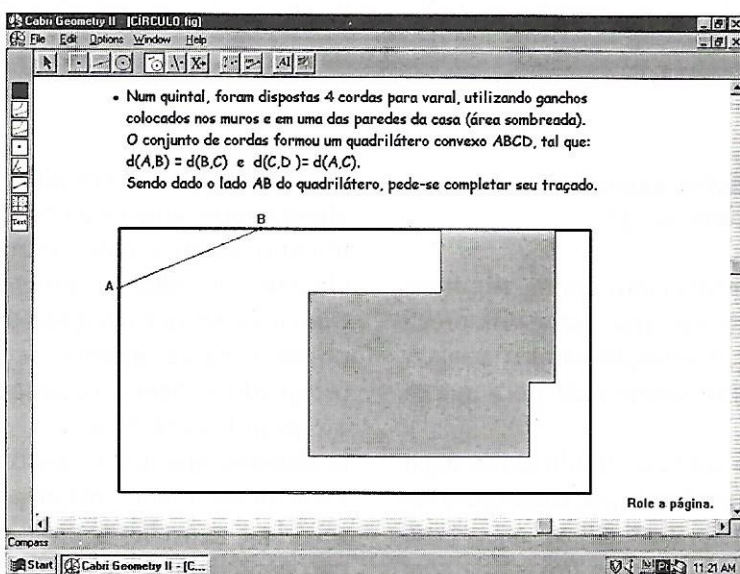 Cabri Geometry II - [CÍRCULO.fig]
File Edit Options Window Help
AI
Text
• Num quintal, foram dispostas 4 cordas para varal, utilizando ganchos
colocados nos muros e em uma das paredes da casa (área sombreada).
O conjunto de cordas formou um quadrilátero convexo ABCD, tal que:
d(A,B) = d(B,C) e d(C,D )= d(A,C).
Sendo dado o lado AB do quadrilátero, pede-se completar seu traçado.
B
A
Role a página.
Compass
Start Cabri Geometry II - [C... 11:21 AM